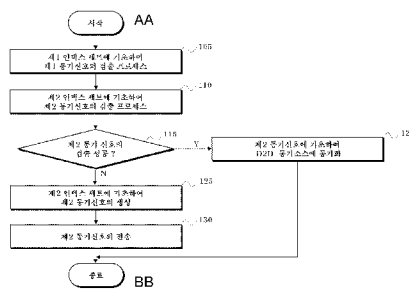 시작 AA
105
제1 인덱스 세트에 기초하여
제1 동기신호의 검출 프로세스
110
제2 인덱스 세트에 기초하여
제2 동기신호의 검출 프로세스
115
제2 동기 신호의
검출 성공?
Y
12
제2 동기신호에 기초하여
D2D 동기소스에 동기화
N
125
제2 인덱스 세트에 기초하여
제2 동기신호의 생성
130
제2 동기신호의 전송
종료 BB